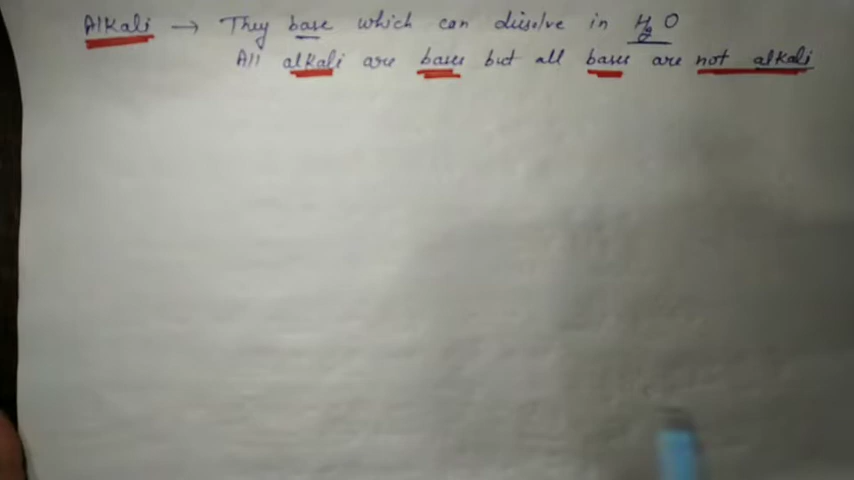 Alkali → They base which can dissolve in H₂O
All alkali are bases but all bases are not alkali